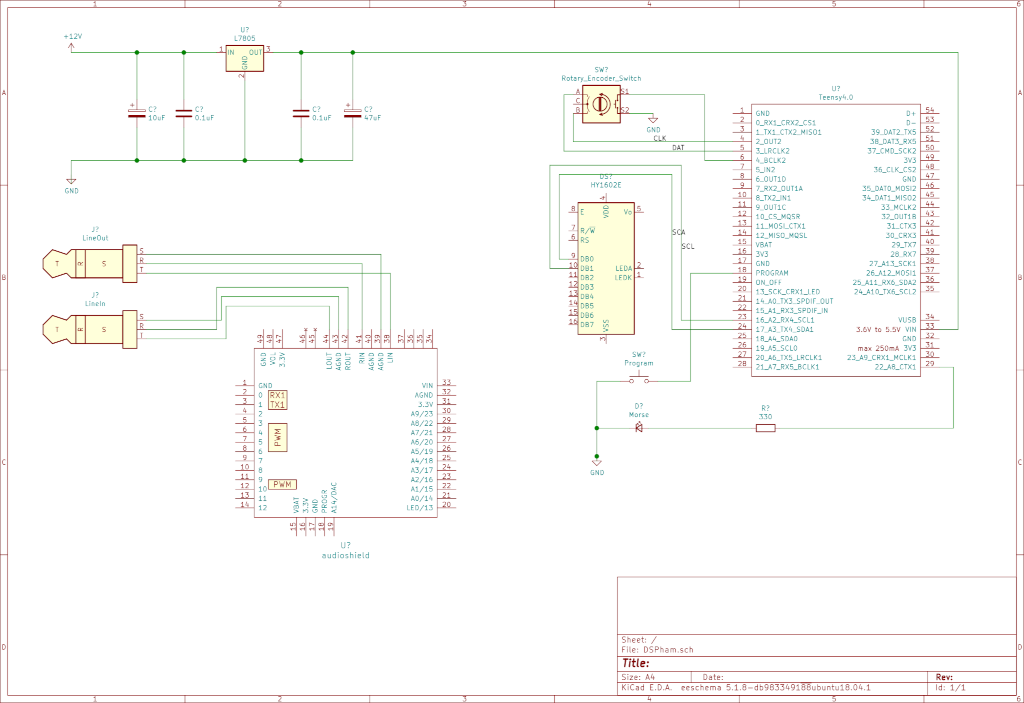 1 2 3 4 5 6
A
B
C
D
+12V
U?
L7805
1 IN OUT 3
GND
2
C?
10uF
C?
0.1uF
C?
0.1uF
C?
47uF
GND
SW?
Rotary_Encoder_Switch
A
C
B
S1
S2
GND
CLK
DAT
U?
Teensy4.0
1 GND
2 0_RX1_CRX2_CS1
3 1_TX1_CTX2_MISO1
4 2_OUT2
5 3_LRCLK2
6 4_BCLK2
7 5_IN2
8 6_OUT1D
9 7_RX2_OUT1A
10 8_TX2_IN1
11 9_OUT1C
12 10_CS_MQSR
13 11_MOSI_CTX1
14 12_MISO_MQSL
15 VBAT
16 3V3
17 GND
18 PROGRAM
19 ON_OFF
20 13_SCK_CRX1_LED
21 14_A0_TX3_SPDIF_OUT
22 15_A1_RX3_SPDIF_IN
23 16_A2_RX4_SCL1
24 17_A3_TX4_SDA1
25 18_A4_SDA0
26 19_A5_SCL0
27 20_A6_TX5_LRCLK1
28 21_A7_RX5_BCLK1
D+ 54
D- 53
39_DAT2_TX5 52
38_DAT3_RX5 51
37_CMD_SCK2 50
3V3 49
36_CLK_CS2 48
GND 47
35_DAT0_MOSI2 46
34_DAT1_MISO2 45
33_MCLK2 44
32_OUT1B 43
31_CTX3 42
30_CRX3 41
29_TX7 40
28_RX7 39
27_A13_SCK1 38
26_A12_MOSI1 37
25_A11_RX6_SDA2 36
24_A10_TX6_SCL2 35
VUSB 34
3.6V to 5.5V VIN 33
GND 32
max 250mA 3V3 31
23_A9_CRX1_MCLK1 30
22_A8_CTX1 29
DS?
HY1602E
8 E
7 R/W
6 RS
9 DB0
10 DB1
11 DB2
12 DB3
13 DB4
14 DB5
15 DB6
16 DB7
VDD
Vo 5
LEDA 2
LEDK 1
VSS
3
SCA
SCL
J?
LineOut
T R S
S
R
T
J?
LineIn
T R S
S
R
T
49 48 47 46 45 44 43 42 41 40 39 38 37 36 35 34
GND VOL 3.3V LOUT AGND ROUT RIN AGND AGND LIN
1 GND
2 0
3 1
4 2
5 3
6 4
7 5
8 6
9 7
10 8
11 9
12 10
13 11
14 12
RX1
TX1
PWM
PWM
VIN 33
AGND 32
3.3V 31
A9/23 30
A8/22 29
A7/21 28
A6/20 27
A5/19 26
A4/18 25
A3/17 24
A2/16 23
A1/15 22
A0/14 21
LED/13 20
VBAT 3.3V GND PROGR A14/DAC
15 16 17 18 19
U?
audioshield
SW?
Program
D?
Morse
R?
330
GND
Sheet: /
File: DSPham.sch
Title:
Size: A4 Date: Rev:
KiCad E.D.A. eeschema 5.1.8-db9833491~88~ubuntu18.04.1 Id: 1/1
1 2 3 4 5 6